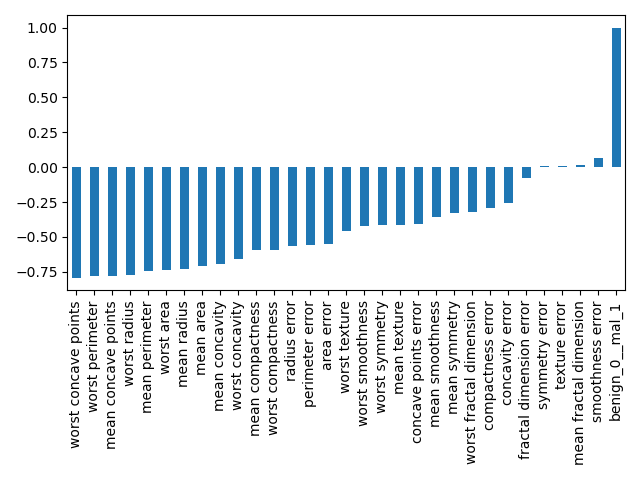 1.00
0.75
0.50
0.25
0.00
−0.25
−0.50
−0.75
worst concave points
worst perimeter
mean concave points
worst radius
mean perimeter
worst area
mean radius
mean area
mean concavity
worst concavity
mean compactness
worst compactness
radius error
perimeter error
area error
worst texture
worst smoothness
worst symmetry
mean texture
concave points error
mean smoothness
mean symmetry
worst fractal dimension
compactness error
concavity error
fractal dimension error
symmetry error
texture error
mean fractal dimension
smoothness error
benign_0__mal_1